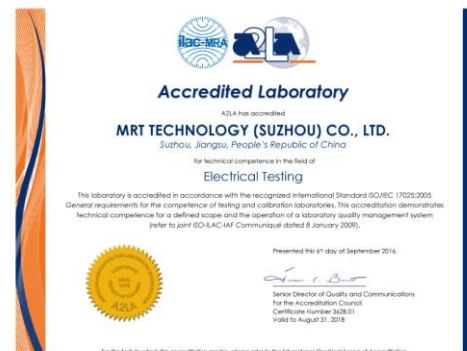 ilac-MRA
A2LA
Accredited Laboratory
A2LA has accredited
MRT TECHNOLOGY (SUZHOU) CO., LTD.
Suzhou, Jiangsu, People's Republic of China
for technical competence in the field of
Electrical Testing
This laboratory is accredited in accordance with the recognized International Standard ISO/IEC 17025:2005
General requirements for the competence of testing and calibration laboratories. This accreditation demonstrates
technical competence for a defined scope and the operation of a laboratory quality management system
(refer to joint ISO-ILAC-IAF Communiqué dated 8 January 2009).
Presented this 6th day of September 2016.
Senior Director of Quality and Communications
For the Accreditation Council
Certificate Number 3628.01
Valid to August 31, 2018
CORPORATE
SEAL
1978
A2LA